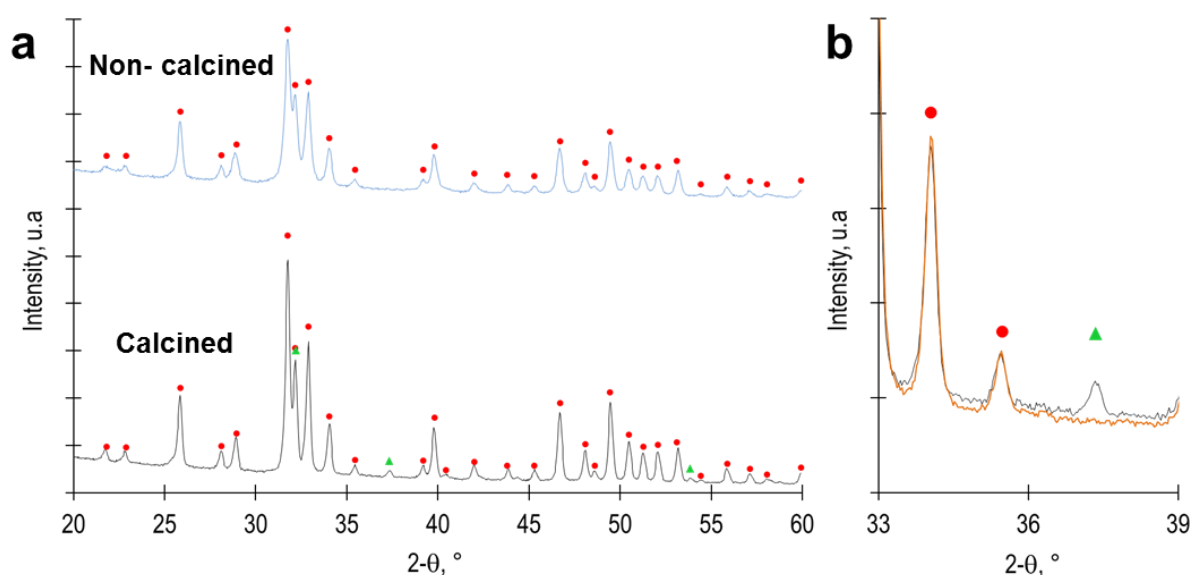 a
Non- calcined
Calcined
Intensity, u.a
20 25 30 35 40 45 50 55 60
2-θ, °
b
Intensity, u.a
33 36 39
2-θ, °